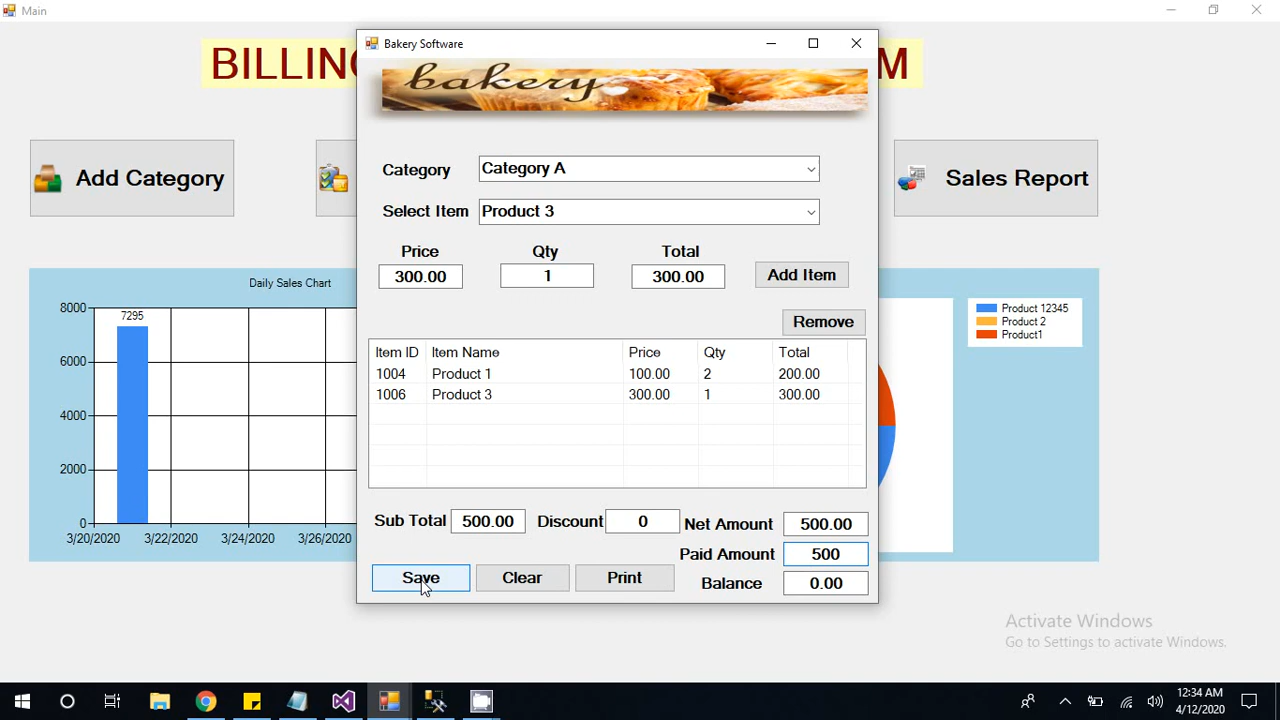 Main
BILLING
M
Bakery Software
bakery
Add Category
Sales Report
Category
Category A
Select Item
Product 3
Price
Qty
Total
300.00
1
300.00
Add Item
Remove
Item ID Item Name Price Qty Total
1004 Product 1 100.00 2 200.00
1006 Product 3 300.00 1 300.00
Sub Total 500.00 Discount 0 Net Amount 500.00
Paid Amount 500
Balance 0.00
Save
Clear
Print
Daily Sales Chart
7295
8000
6000
4000
2000
0
3/20/2020 3/22/2020 3/24/2020 3/26/2020
Product 12345
Product 2
Product1
Activate Windows
Go to Settings to activate Windows.
12:34 AM
4/12/2020